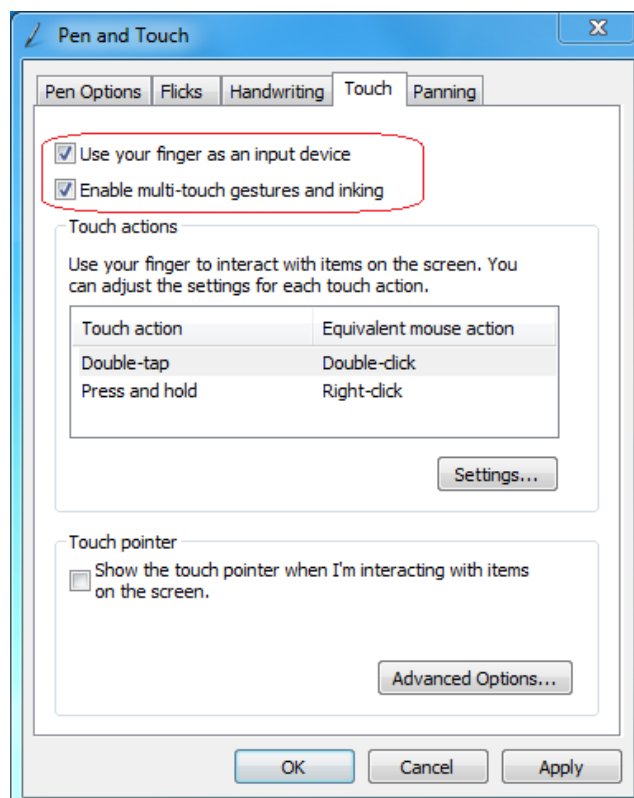 Pen and Touch
Pen Options Flicks Handwriting Touch Panning
Use your finger as an input device
Enable multi-touch gestures and inking
Touch actions
Use your finger to interact with items on the screen. You
can adjust the settings for each touch action.
Touch action Equivalent mouse action
Double-tap Double-click
Press and hold Right-click
Settings...
Touch pointer
Show the touch pointer when I'm interacting with items
on the screen.
Advanced Options...
OK Cancel Apply